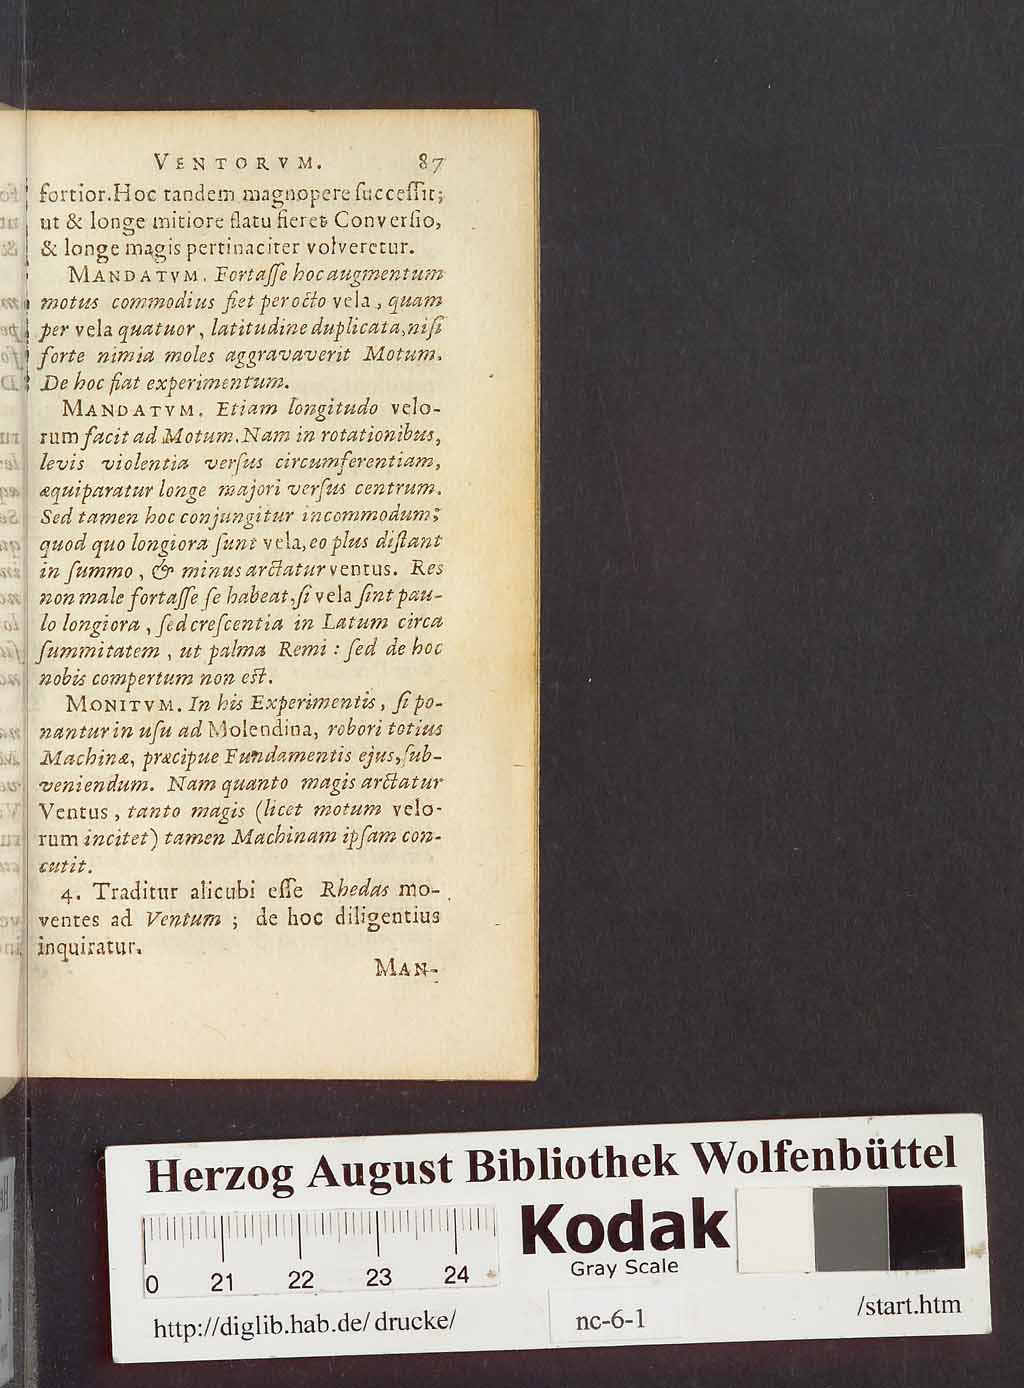 VENTORVM. 87
fortior. Hoc tandem magnopere ſucceſſit;
ut & longe mitiore flatu fieret Converſio,
& longe magis pertinaciter volveretur.
MANDATVM. Fortaſſe hoc augmentum
motus commodius fiet per octo vela, quam
per vela quatuor, latitudine duplicata, niſi
forte nimia moles aggravaverit Motum.
De hoc fiat experimentum.
MANDATVM. Etiam longitudo velo-
rum facit ad Motum. Nam in rotationibus,
levis violentia verſus circumferentiam,
æquiparatur longe majori verſus centrum.
Sed tamen hoc conjungitur incommodum;
quod quo longiora ſunt vela, eo plus diſtant
in ſummo, & minus arctatur ventus. Res
non male fortaſſe ſe habeat, ſi vela ſint pau-
lo longiora, ſed creſcentia in Latum circa
ſummitatem, ut palma Remi: ſed de hoc
nobis compertum non eſt.
MONITVM. In his Experimentis, ſi po-
nantur in uſu ad Molendina, robori totius
Machinæ, præcipue Fundamentis ejus, ſub-
veniendum. Nam quanto magis arctatur
Ventus, tanto magis (licet motum velo-
rum incitet) tamen Machinam ipſam con-
cutit.
4. Traditur alicubi eſſe Rhedas mo-
ventes ad Ventum; de hoc diligentius
inquiratur.
MAN-
Herzog August Bibliothek Wolfenbüttel
Kodak
Gray Scale
0 21 22 23 24
http://diglib.hab.de/ drucke/ nc-6-1 /start.htm